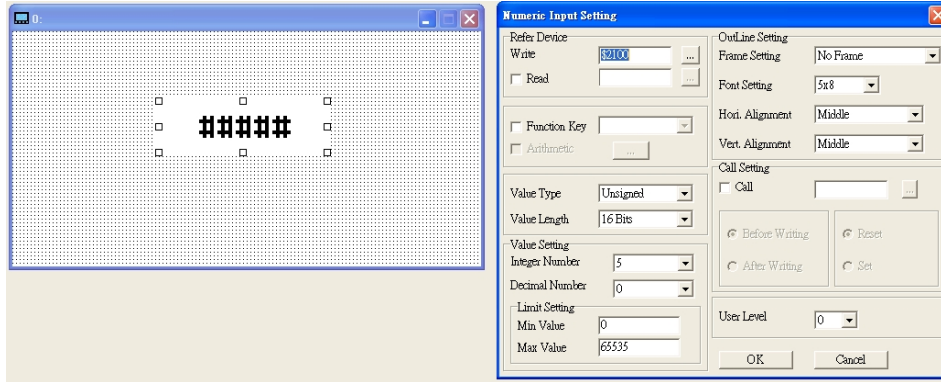 0:
#####
Numeric Input Setting
Refer Device
Write $2100 ...
Read ...
Function Key
Arithmetic ...
Value Type Unsigned
Value Length 16 Bits
Value Setting
Integer Number 5
Decimal Number 0
Limit Setting
Min Value 0
Max Value 65535
OutLine Setting
Frame Setting No Frame
Font Setting 5x8
Hori. Alignment Middle
Vert. Alignment Middle
Call Setting
Call ...
Before Writing Reset
After Writing Set
User Level 0
OK Cancel